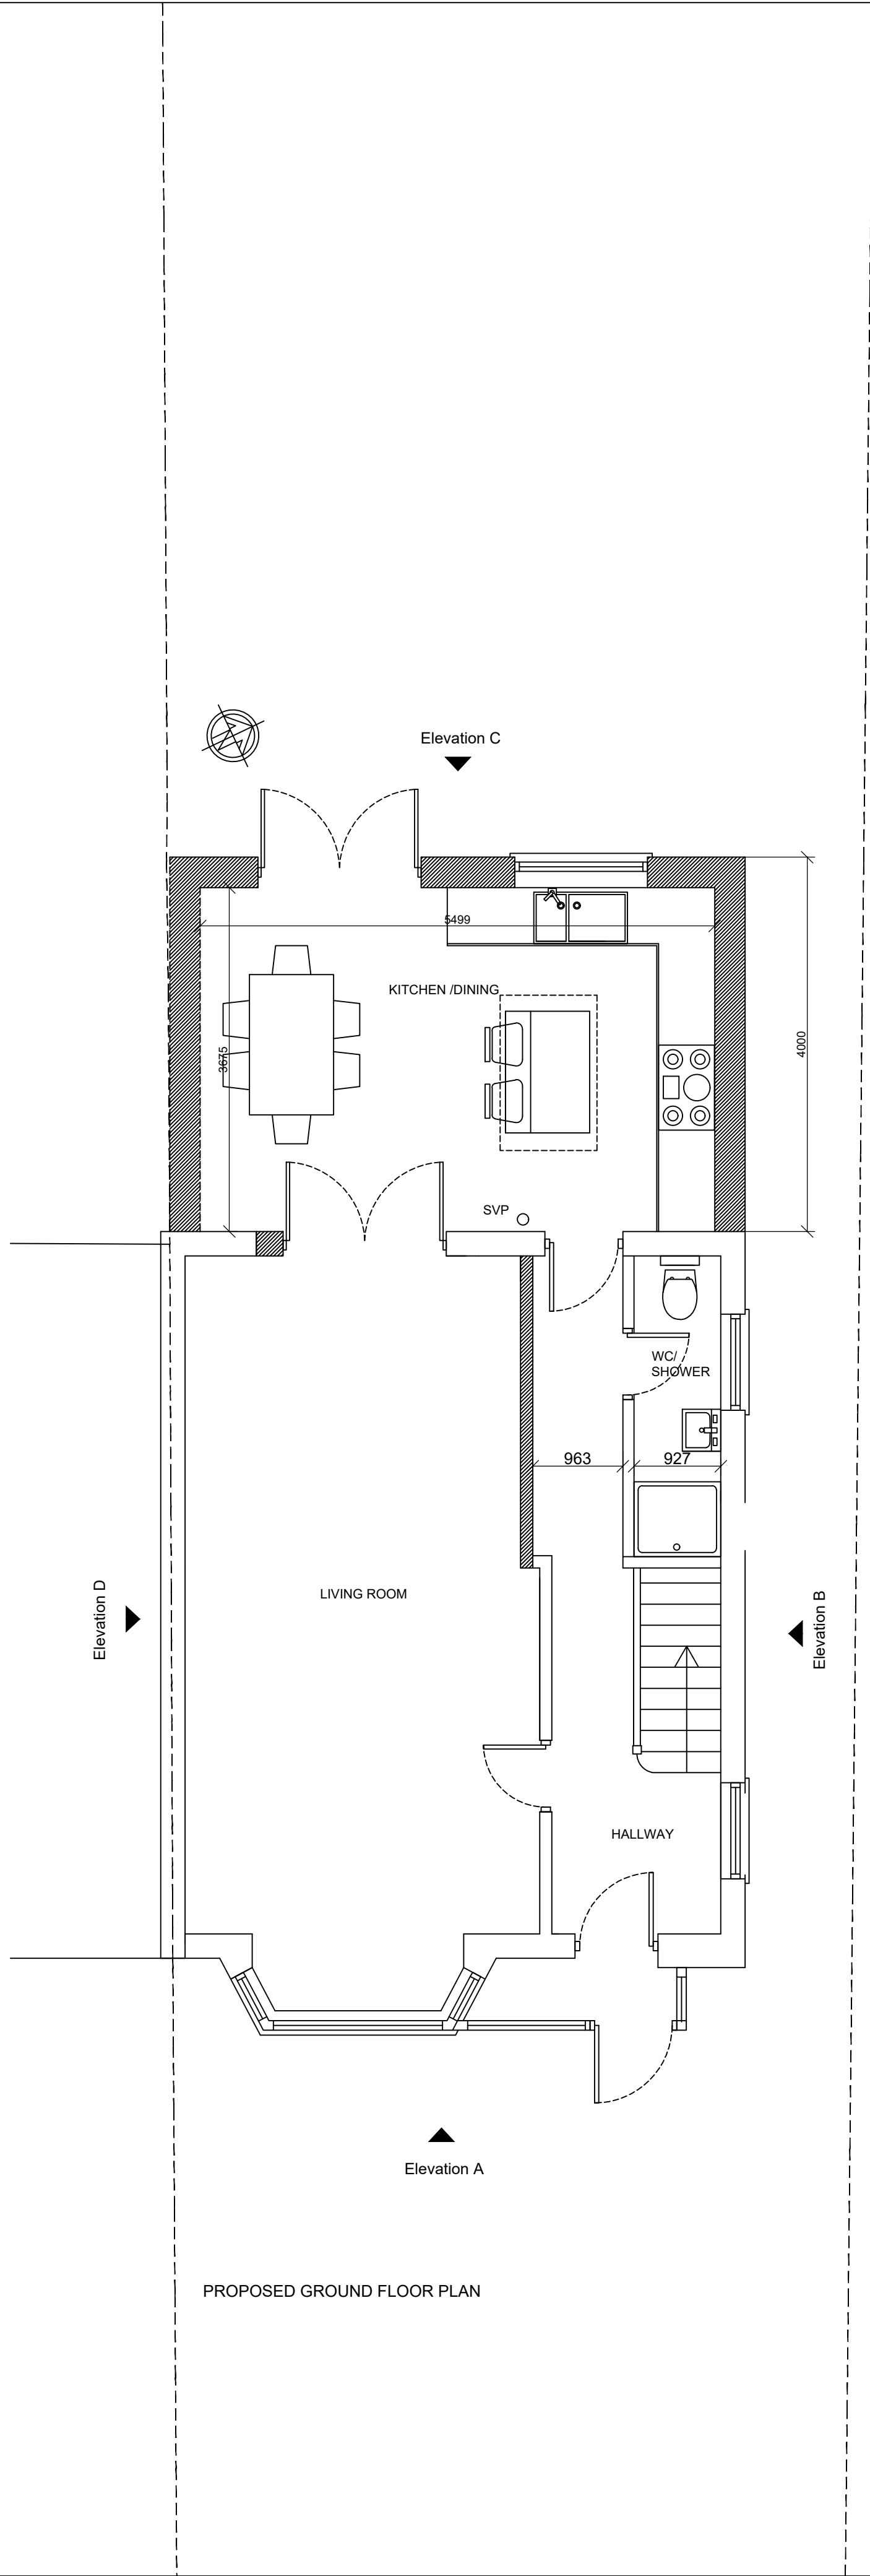 Elevation C
5499
KITCHEN /DINING
3675
4000
SVP
WC/
SHOWER
963
927
LIVING ROOM
Elevation D
Elevation B
HALLWAY
Elevation A
PROPOSED GROUND FLOOR PLAN